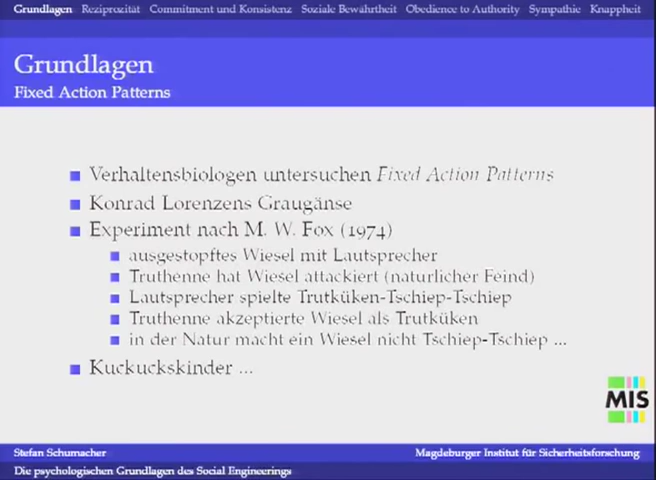 Grundlagen Reziprozität Commitment und Konsistenz Soziale Bewährtheit Obedience to Authority Sympathie Knappheit
Grundlagen
Fixed Action Patterns
Verhaltensbiologen untersuchen Fixed Action Patterns
Konrad Lorenzens Graugänse
Experiment nach M. W. Fox (1974)
ausgestopftes Wiesel mit Lautsprecher
Truthenne hat Wiesel attackiert (natürlicher Feind)
Lautsprecher spielte Trutküken-Tschiep-Tschiep
Truthenne akzeptierte Wiesel als Trutküken
in der Natur macht ein Wiesel nicht Tschiep-Tschiep ...
Kuckuckskinder ...
MIS
Stefan Schumacher Magdeburger Institut für Sicherheitsforschung
Die psychologischen Grundlagen des Social Engineerings